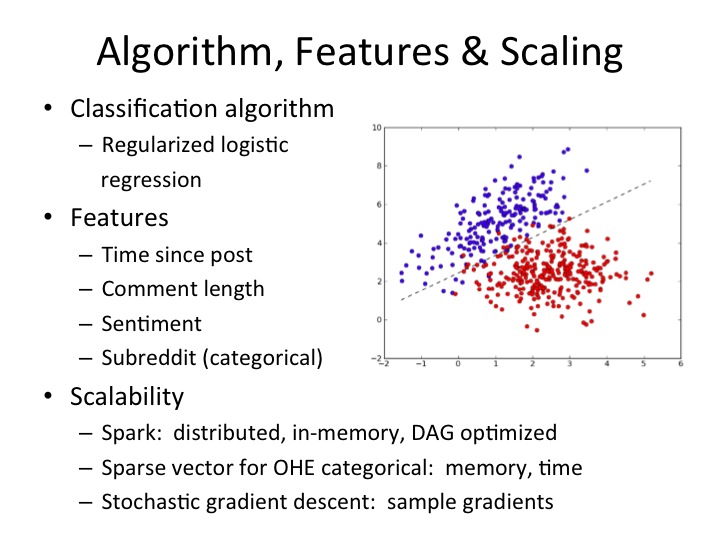 Algorithm, Features & Scaling
• Classification algorithm
– Regularized logistic
regression
• Features
– Time since post
– Comment length
– Sentiment
– Subreddit (categorical)
• Scalability
– Spark: distributed, in-memory, DAG optimized
– Sparse vector for OHE categorical: memory, time
– Stochastic gradient descent: sample gradients
10
8
6
4
2
0
−2
−2 −1 0 1 2 3 4 5 6